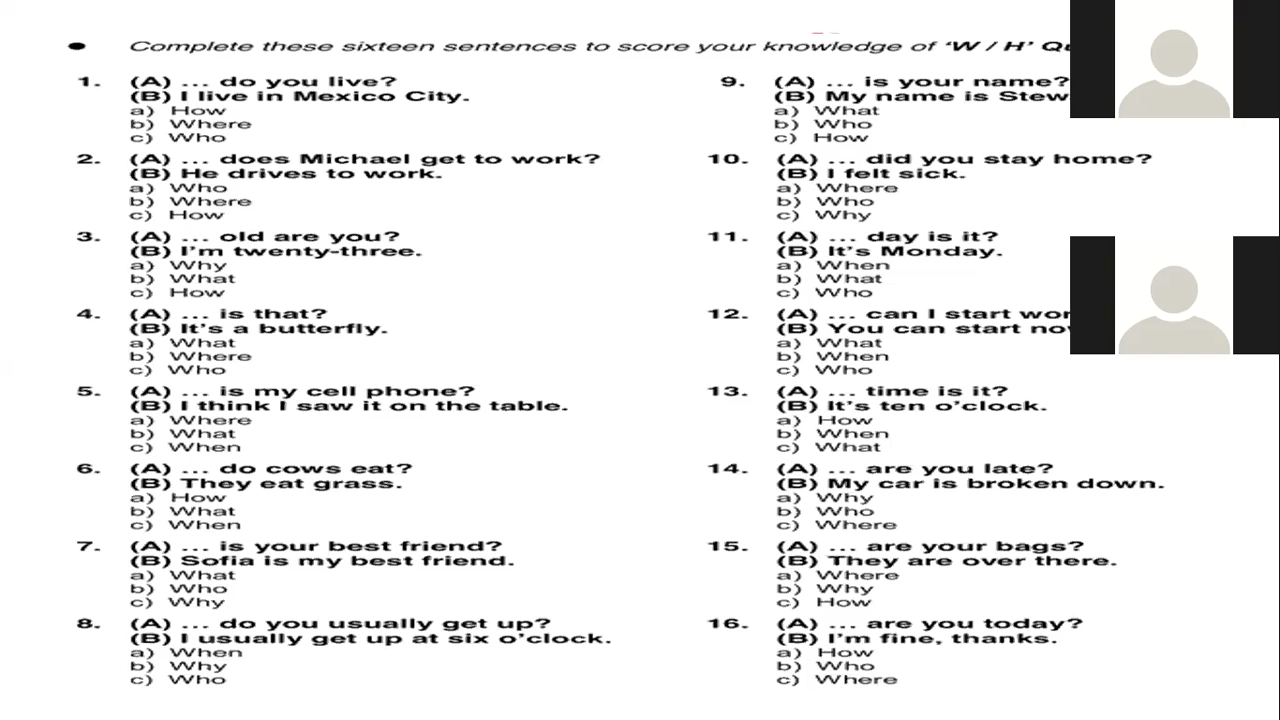 • Complete these sixteen sentences to score your knowledge of 'W / H'
1. (A) ... do you live?
(B) I live in Mexico City.
a) How
b) Where
c) Who
2. (A) ... does Michael get to work?
(B) He drives to work.
a) Who
b) Where
c) How
3. (A) ... old are you?
(B) I'm twenty-three.
a) Why
b) What
c) How
4. (A) ... is that?
(B) It's a butterfly.
a) What
b) Where
c) Who
5. (A) ... is my cell phone?
(B) I think I saw it on the table.
a) Where
b) What
c) When
6. (A) ... do cows eat?
(B) They eat grass.
a) How
b) What
c) When
7. (A) ... is your best friend?
(B) Sofia is my best friend.
a) What
b) Who
c) Why
8. (A) ... do you usually get up?
(B) I usually get up at six o'clock.
a) When
b) Why
c) Who
9. (A) ... is your name?
(B) My name is
a) What
b) Who
c) How
10. (A) ... did you stay home?
(B) I felt sick.
a) Where
b) Who
c) Why
11. (A) ... day is it?
(B) It's Monday.
a) When
b) What
c) Who
12. (A) ... can I start
(B) You can start
a) What
b) When
c) Who
13. (A) ... time is it?
(B) It's ten o'clock.
a) How
b) When
c) What
14. (A) ... are you late?
(B) My car is broken down.
a) Why
b) Who
c) Where
15. (A) ... are your bags?
(B) They are over there.
a) Where
b) Why
c) How
16. (A) ... are you today?
(B) I'm fine, thanks.
a) How
b) Who
c) Where